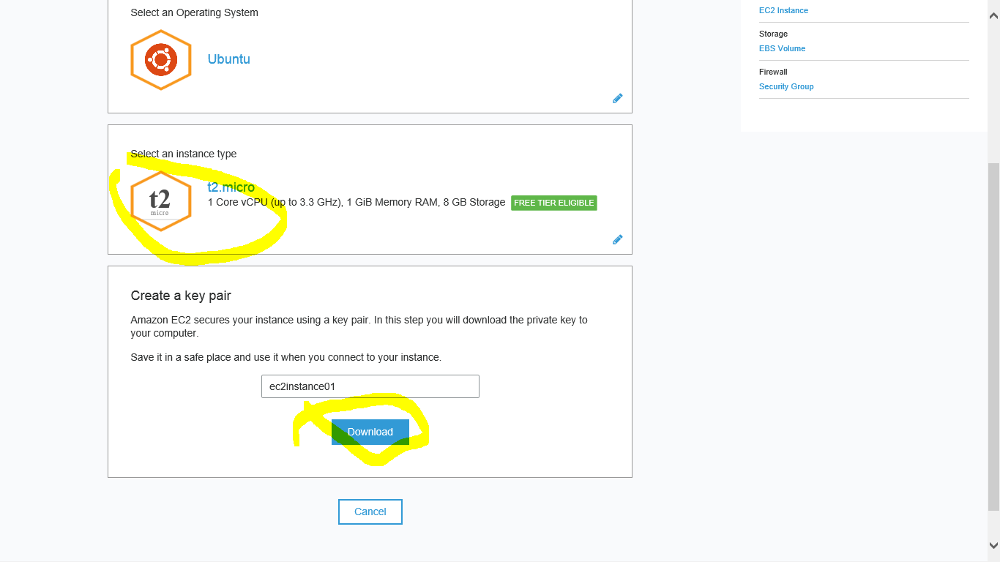 Select an Operating System
Ubuntu
Select an instance type
t2
micro
t2.micro
1 Core vCPU (up to 3.3 GHz), 1 GiB Memory RAM, 8 GB Storage FREE TIER ELIGIBLE
Create a key pair
Amazon EC2 secures your instance using a key pair. In this step you will download the private key to
your computer.
Save it in a safe place and use it when you connect to your instance.
ec2instance01
Download
Cancel
EC2 Instance
Storage
EBS Volume
Firewall
Security Group